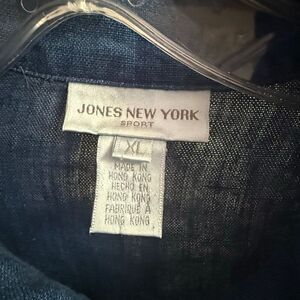 JONES NEW YORK
SPORT
XL
MADE IN
HONG KONG
HECHO EN
HONG KONG
FABRIQUE A
HONG KONG